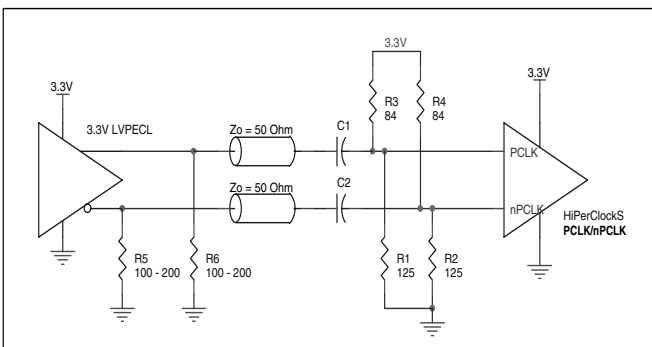 3.3V
3.3V
3.3V
3.3V LVPECL
R3
84
R4
84
Zo = 50 Ohm
C1
PCLK
Zo = 50 Ohm
C2
nPCLK
HiPerClockS
PCLK/nPCLK
R5
100 - 200
R6
100 - 200
R1
125
R2
125